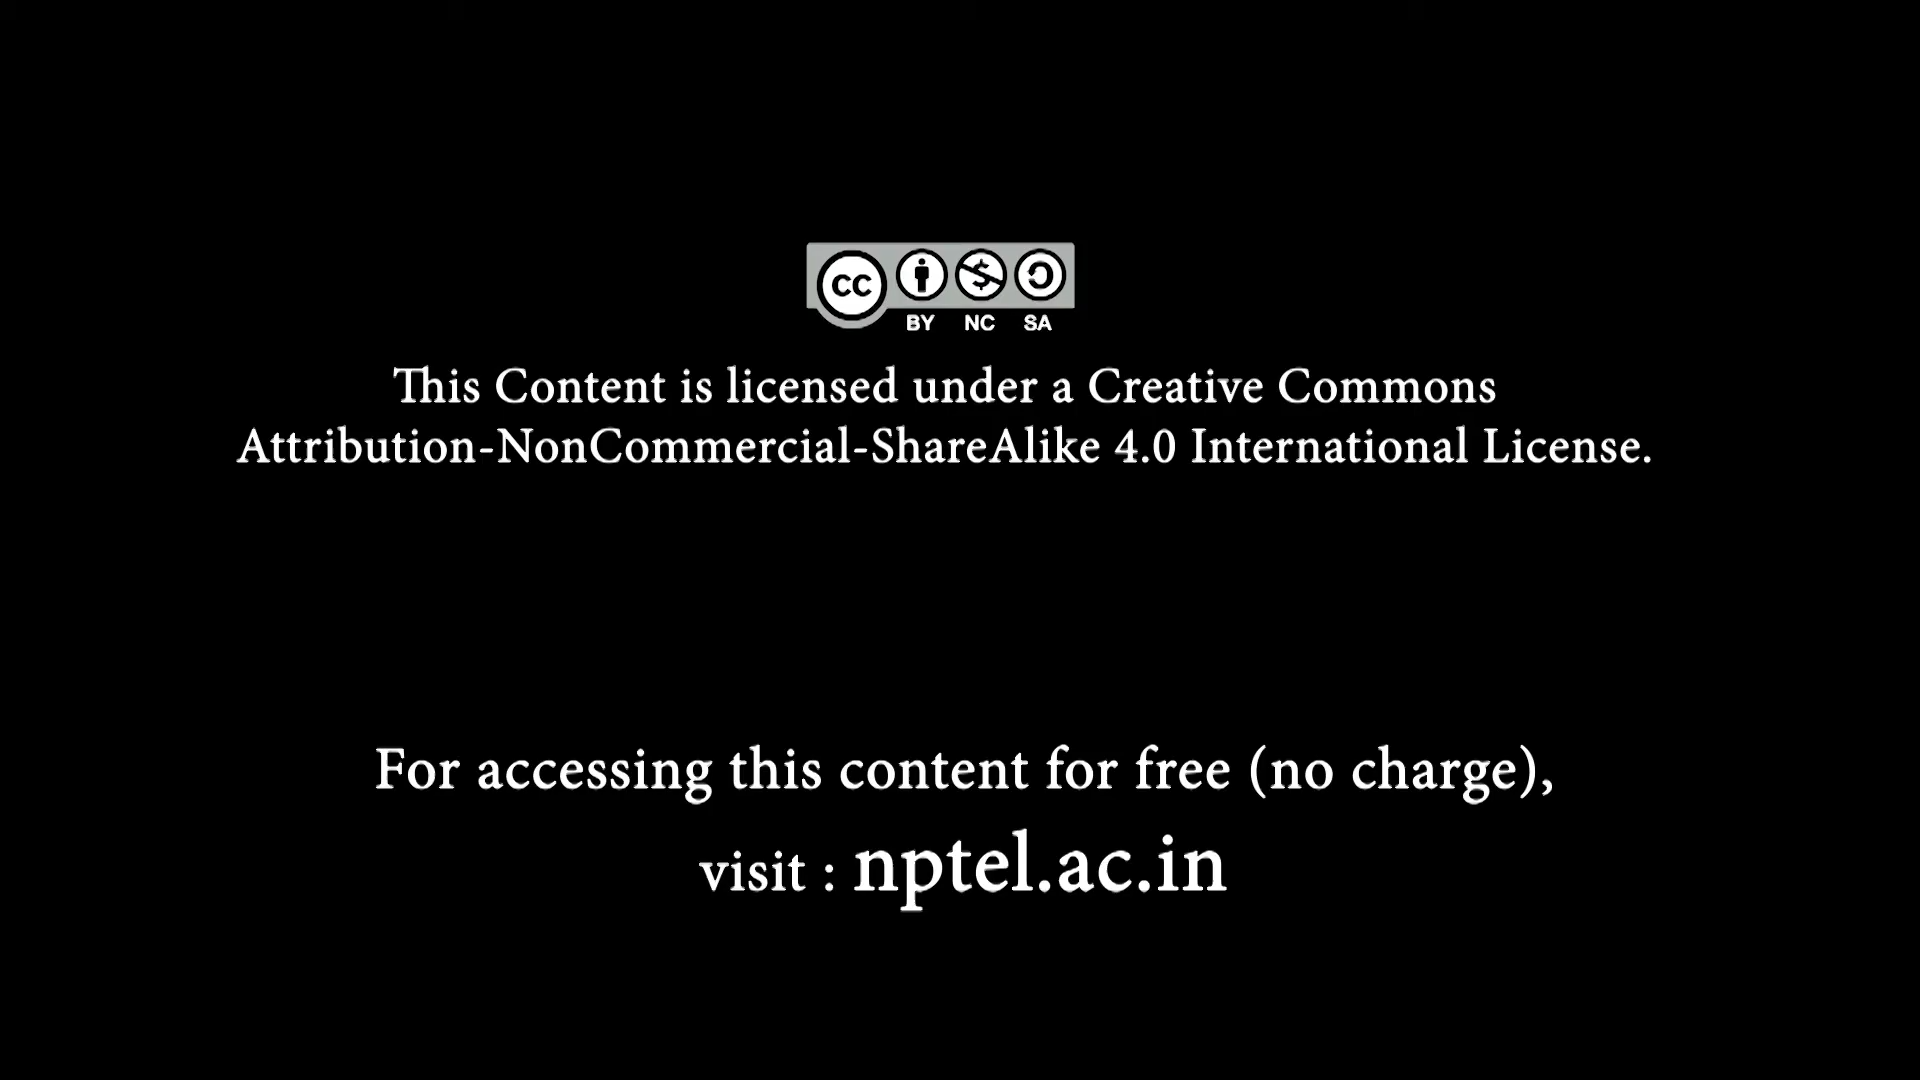 cc
BY NC SA
This Content is licensed under a Creative Commons
Attribution-NonCommercial-ShareAlike 4.0 International License.
For accessing this content for free (no charge),
visit : nptel.ac.in